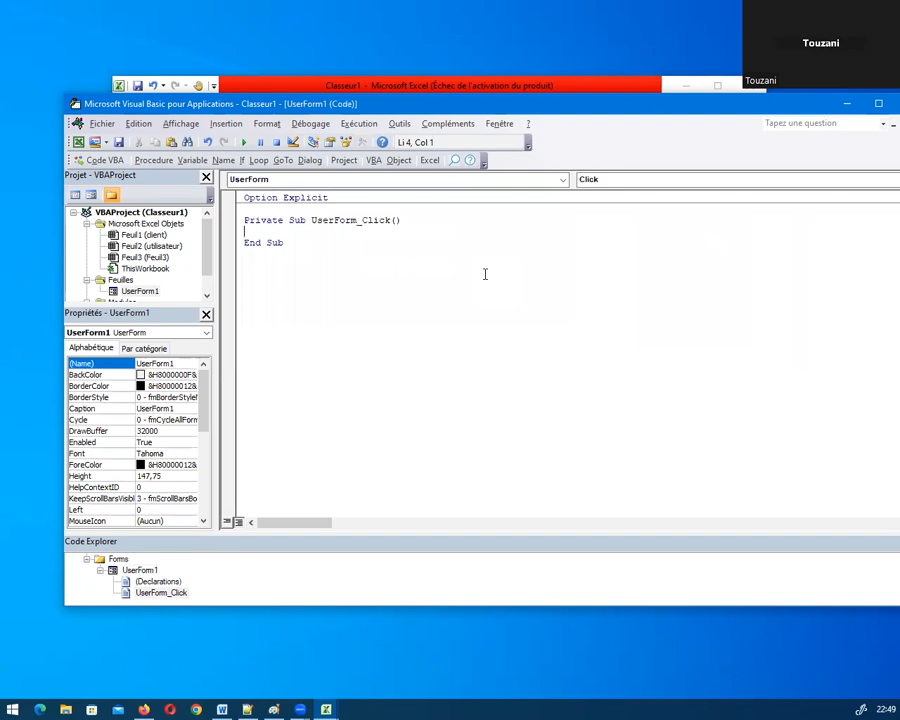 Touzani
Touzani
Classeur1 - Microsoft Excel (Échec de l'activation du produit)
Microsoft Visual Basic pour Applications - Classeur1 - [UserForm1 (Code)]
Fichier Edition Affichage Insertion Format Débogage Exécution Outils Compléments Fenêtre ? Tapez une question
Li 4, Col 1
Code VBA Procedure Variable Name If Loop GoTo Dialog Project VBA Object Excel
Projet - VBAProject
UserForm Click
VBAProject (Classeur1)
Microsoft Excel Objets
Feuil1 (client)
Feuil2 (utilisateur)
Feuil3 (Feuil3)
ThisWorkbook
Feuilles
UserForm1
Option Explicit
Private Sub UserForm_Click()
End Sub
Propriétés - UserForm1
UserForm1 UserForm
Alphabétique Par catégorie
(Name) UserForm1
BackColor &H8000000F&
BorderColor &H80000012&
BorderStyle 0 - fmBorderStyleN
Caption UserForm1
Cycle 0 - fmCycleAllForm
DrawBuffer 32000
Enabled True
Font Tahoma
ForeColor &H80000012&
Height 147,75
HelpContextID 0
KeepScrollBarsVisibl 3 - fmScrollBarsBo
Left 0
MouseIcon (Aucun)
Code Explorer
Forms
UserForm1
(Declarations)
UserForm_Click
22:49